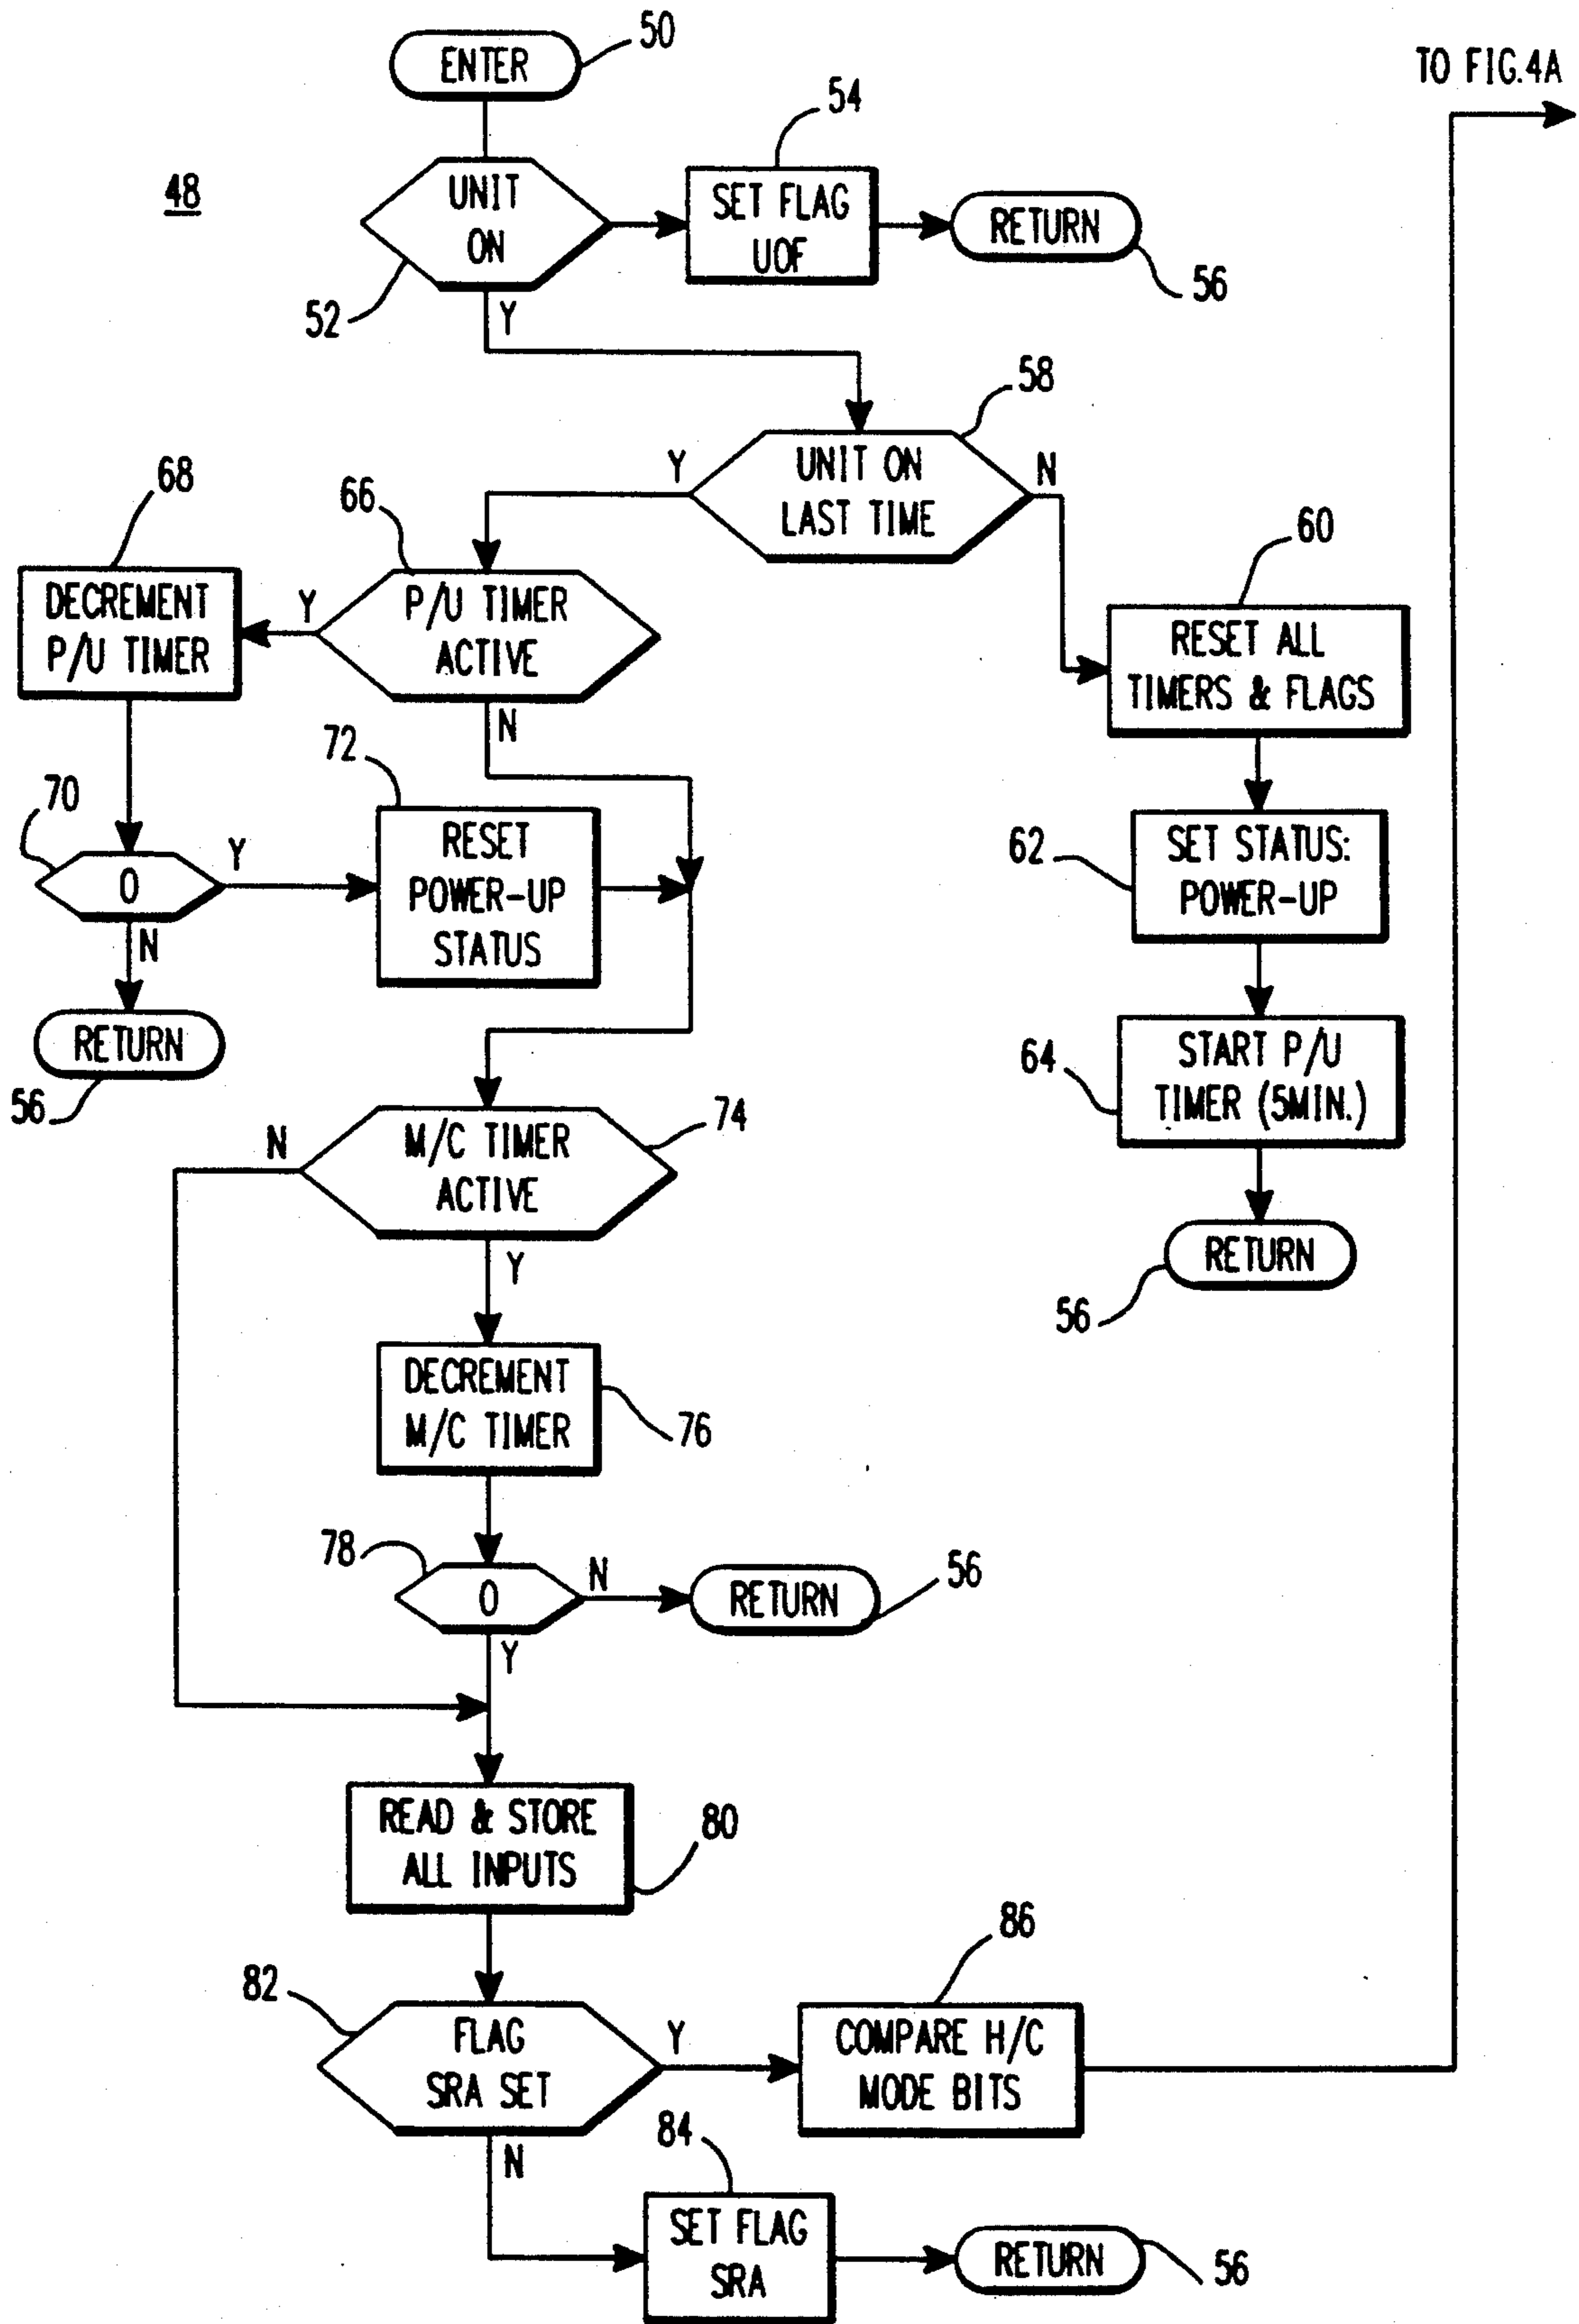 50
ENTER
TO FIG.4A
54
48
UNIT
ON
SET FLAG
UOF
RETURN
56
52
Y
58
68
66
Y
UNIT ON
LAST TIME
N
60
DECREMENT
P/U TIMER
Y
P/U TIMER
ACTIVE
RESET ALL
TIMERS & FLAGS
N
72
70
0
Y
RESET
POWER-UP
STATUS
62
SET STATUS:
POWER-UP
N
RETURN
56
64
START P/U
TIMER (5MIN.)
N
M/C TIMER
ACTIVE
74
RETURN
56
Y
DECREMENT
M/C TIMER
76
78
0
N
RETURN
56
Y
READ & STORE
ALL INPUTS
80
86
82
FLAG
SRA SET
Y
COMPARE H/C
MODE BITS
N
84
SET FLAG
SRA
RETURN
56